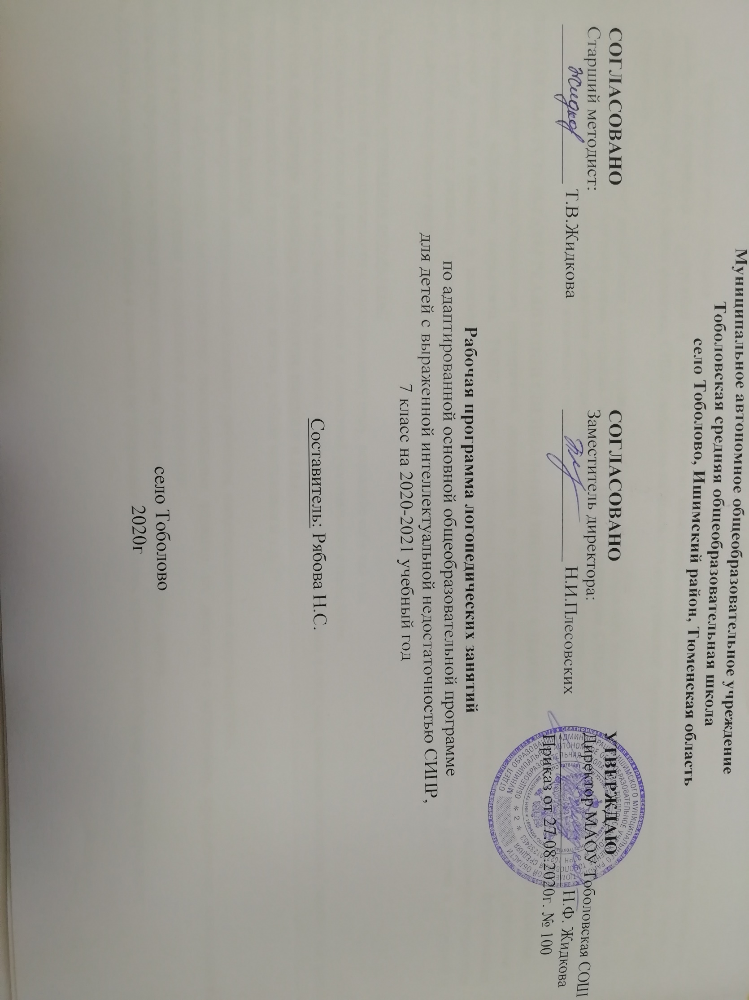 Муниципальное автономное общеобразовательное учреждение
Тоболовская средняя общеобразовательная школа
село Тоболово, Ишимский район, Тюменская область
СОГЛАСОВАНО
Старший методист:
Жидков Т.В.Жидкова
СОГЛАСОВАНО
Заместитель директора:
Н.И.Плесовских
УТВЕРЖДАЮ
Директор МАОУ Тоболовская СОШ
Н.Ф. Жидкова
Приказ от 27.08.2020г. № 100
Рабочая программа логопедических занятий
по адаптированной основной общеобразовательной программе
для детей с выраженной интеллектуальной недостаточностью СИПР,
7 класс на 2020-2021 учебный год
Составитель: Рябова Н.С.
село Тоболово
2020г